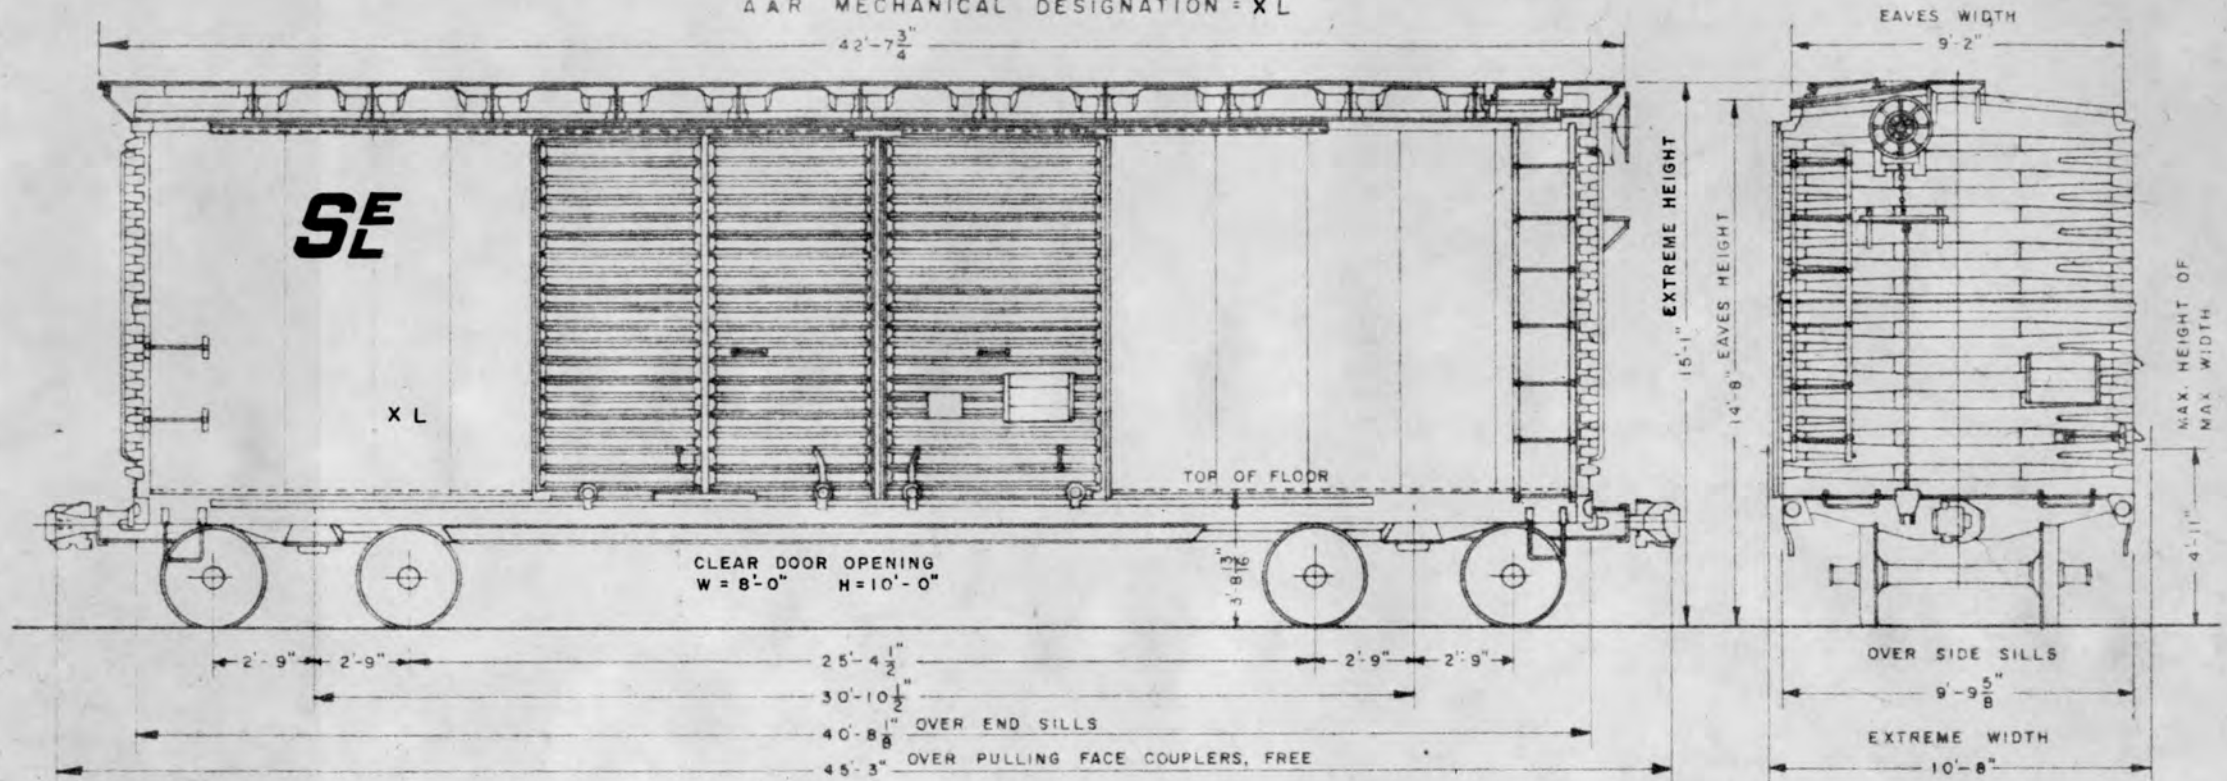 AAR MECHANICAL DESIGNATION = XL
42'-7 3/4"
EAVES WIDTH
9'-2"
SEL
XL
EXTREME HEIGHT
15'-1"
EAVES HEIGHT
14'-8"
MAX. HEIGHT OF
MAX WIDTH
4'-11"
TOP OF FLOOR
3'-8 13/16"
CLEAR DOOR OPENING
W = 8'-0" H = 10'-0"
2'-9" 2'-9" 25'-4 1/2" 2'-9" 2'-9"
30'-10 1/2"
40'-8 1/8" OVER END SILLS
45'-3" OVER PULLING FACE COUPLERS, FREE
OVER SIDE SILLS
9'-9 5/8"
EXTREME WIDTH
10'-8"